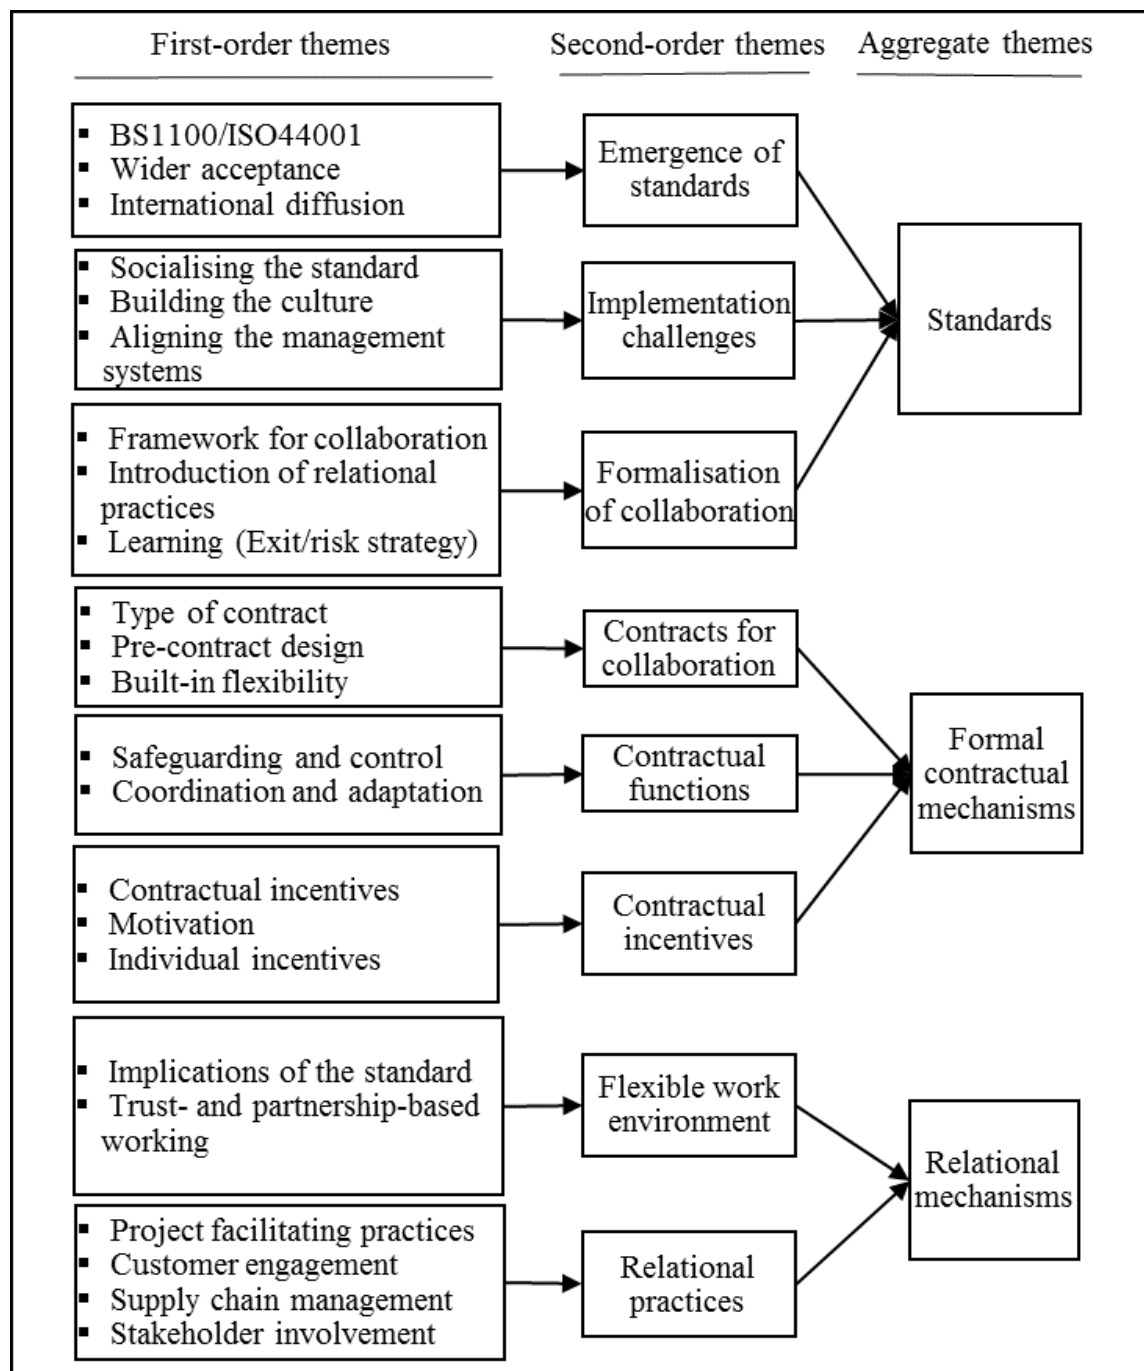 First-order themes
Second-order themes
Aggregate themes
▪ BS1100/ISO44001
▪ Wider acceptance
▪ International diffusion
Emergence of
standards
▪ Socialising the standard
▪ Building the culture
▪ Aligning the management
systems
Implementation
challenges
▪ Framework for collaboration
▪ Introduction of relational
practices
▪ Learning (Exit/risk strategy)
Formalisation
of collaboration
Standards
▪ Type of contract
▪ Pre-contract design
▪ Built-in flexibility
Contracts for
collaboration
▪ Safeguarding and control
▪ Coordination and adaptation
Contractual
functions
▪ Contractual incentives
▪ Motivation
▪ Individual incentives
Contractual
incentives
Formal
contractual
mechanisms
▪ Implications of the standard
▪ Trust- and partnership-based
working
Flexible work
environment
▪ Project facilitating practices
▪ Customer engagement
▪ Supply chain management
▪ Stakeholder involvement
Relational
practices
Relational
mechanisms